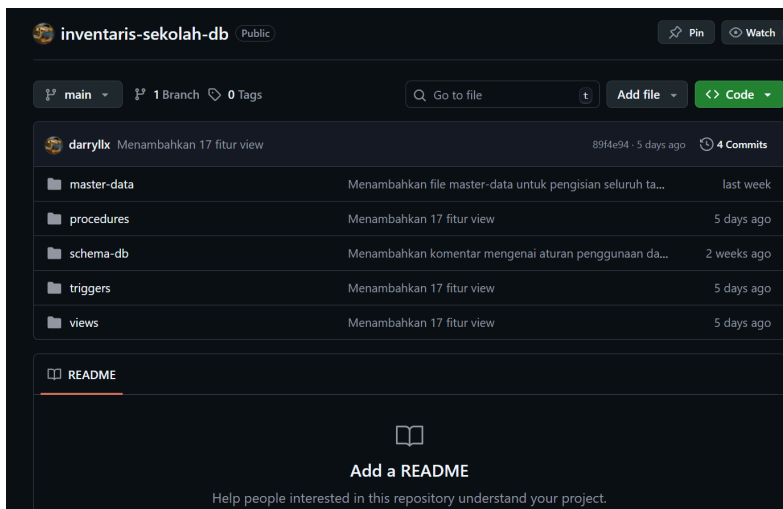 inventaris-sekolah-db Public Pin Watch
main 1 Branch 0 Tags Go to file t Add file Code
darryllx Menambahkan 17 fitur view 89f4e94 · 5 days ago 4 Commits
master-data Menambahkan file master-data untuk pengisian seluruh ta... last week
procedures Menambahkan 17 fitur view 5 days ago
schema-db Menambahkan komentar mengenai aturan penggunaan da... 2 weeks ago
triggers Menambahkan 17 fitur view 5 days ago
views Menambahkan 17 fitur view 5 days ago
README
Add a README
Help people interested in this repository understand your project.